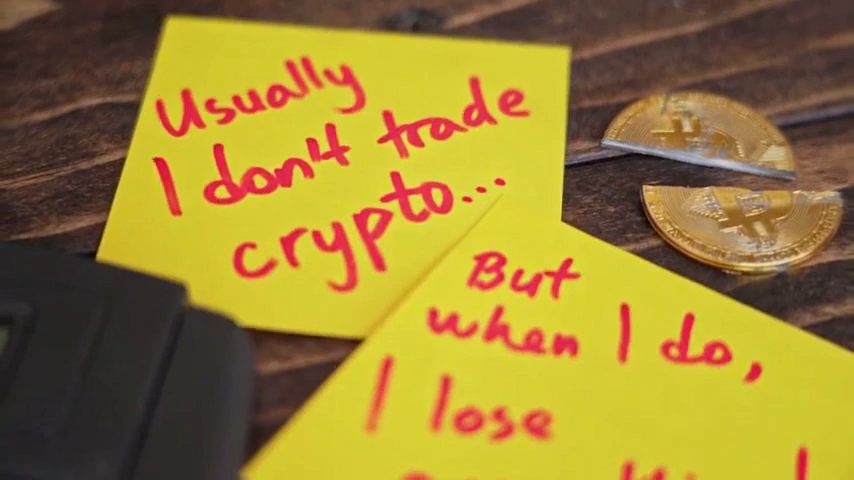 Usually
I don't trade
crypto...
But
when I do,
I lose